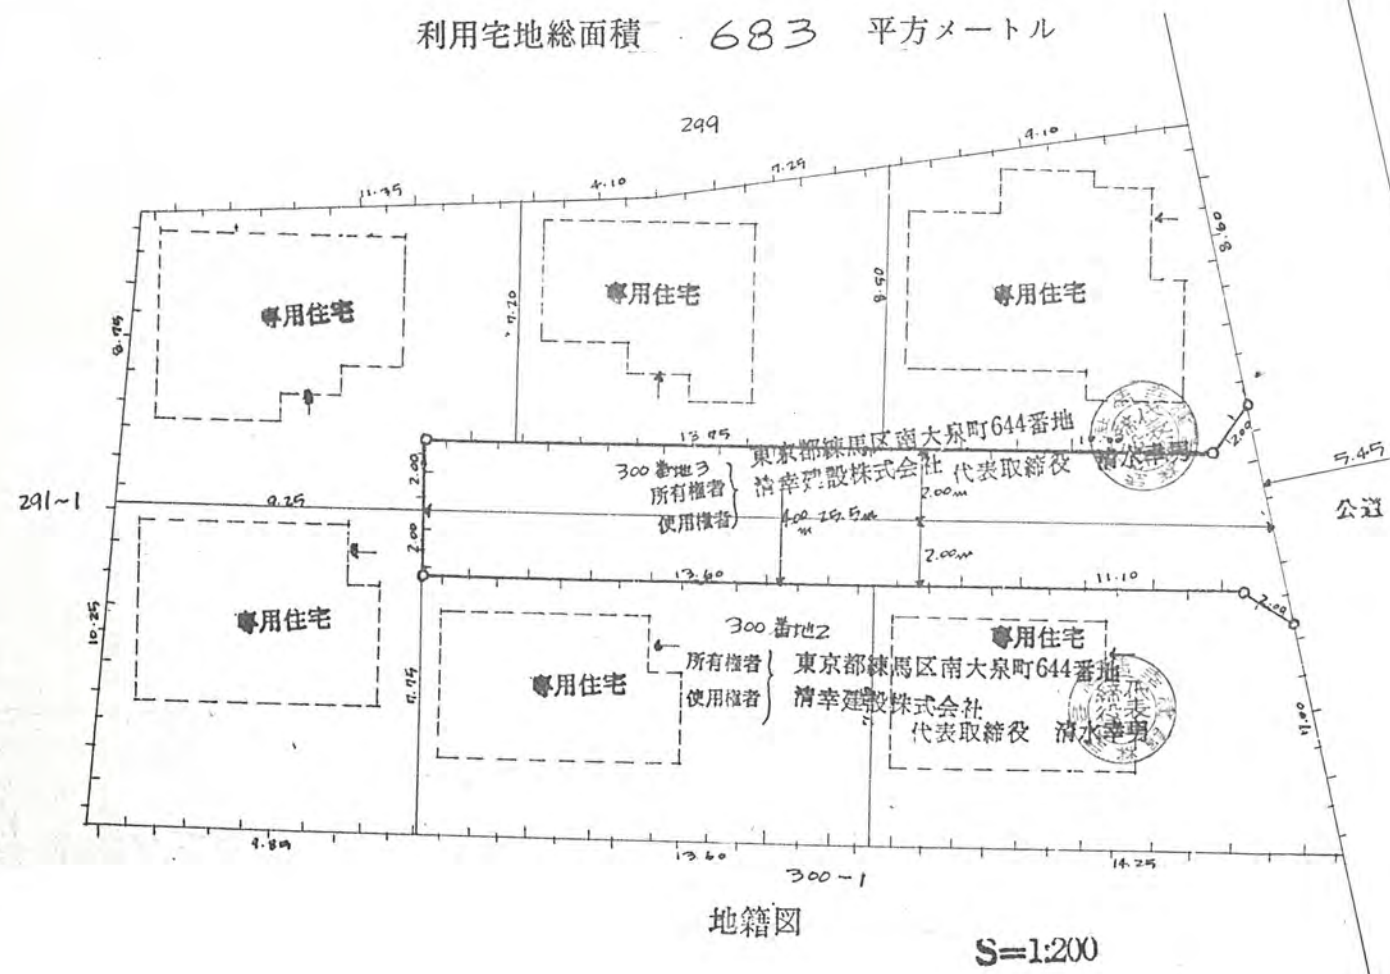 利用宅地総面積 683 平方メートル
299
11.75
4.10
7.25
9.10
8.60
専用住宅
専用住宅
専用住宅
8.75
7.20
8.50
13.75
2.00
2.00
5.45
公道
300番地3
所有権者
使用権者
東京都練馬区南大泉町644番地
清幸建設株式会社 代表取締役 清水幸男
291~1
9.25
2.00
4.00m
25.5m
2.00m
2.00m
13.60
11.10
2.00
専用住宅
専用住宅
専用住宅
10.25
7.75
300番地2
所有権者
使用権者
東京都練馬区南大泉町644番地
清幸建設株式会社
代表取締役 清水幸男
9.85
13.60
14.25
300~1
地籍図
S=1:200